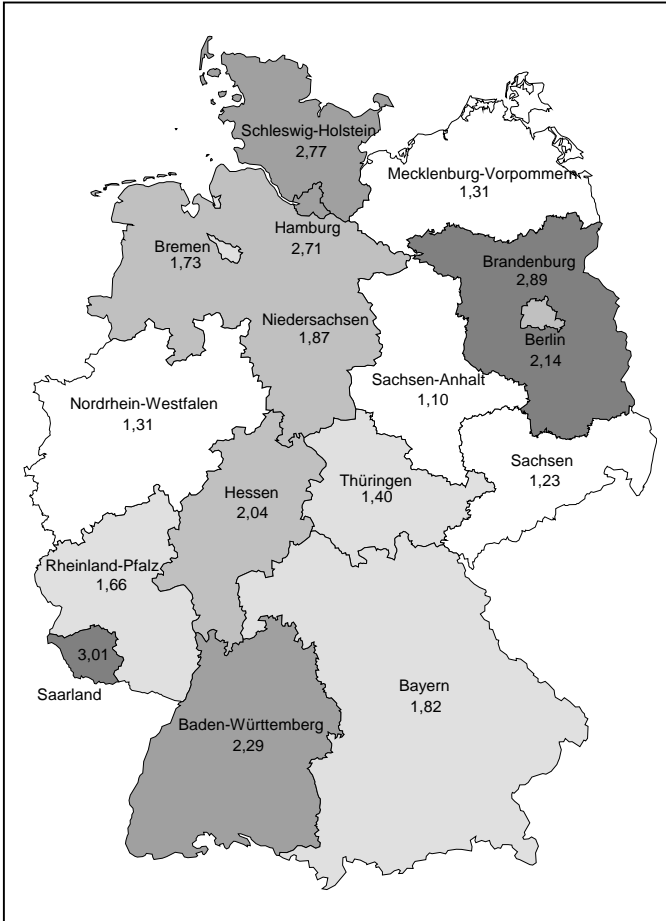 Schleswig-Holstein
2,77
Mecklenburg-Vorpommern
1,31
Hamburg
2,71
Bremen
1,73
Brandenburg
2,89
Niedersachsen
1,87
Berlin
2,14
Sachsen-Anhalt
1,10
Nordrhein-Westfalen
1,31
Sachsen
1,23
Thüringen
1,40
Hessen
2,04
Rheinland-Pfalz
1,66
3,01
Saarland
Bayern
1,82
Baden-Württemberg
2,29